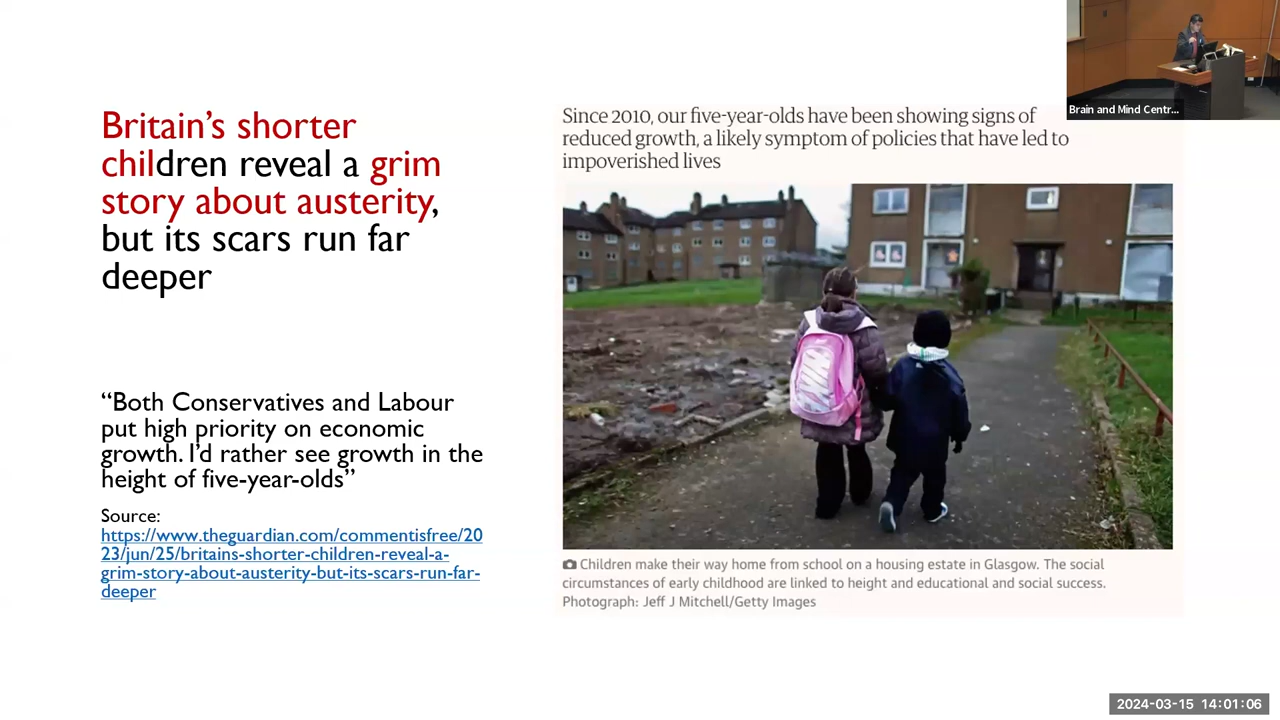 Britain’s shorter
children reveal a grim
story about austerity,
but its scars run far
deeper
“Both Conservatives and Labour
put high priority on economic
growth. I’d rather see growth in the
height of five-year-olds”
Source:
https://www.theguardian.com/commentisfree/20
23/jun/25/britains-shorter-children-reveal-a-
grim-story-about-austerity-but-its-scars-run-far-
deeper
Since 2010, our five-year-olds have been showing signs of
reduced growth, a likely symptom of policies that have led to
impoverished lives
Children make their way home from school on a housing estate in Glasgow. The social
circumstances of early childhood are linked to height and educational and social success.
Photograph: Jeff J Mitchell/Getty Images
Brain and Mind Centr...
2024-03-15 14:01:06